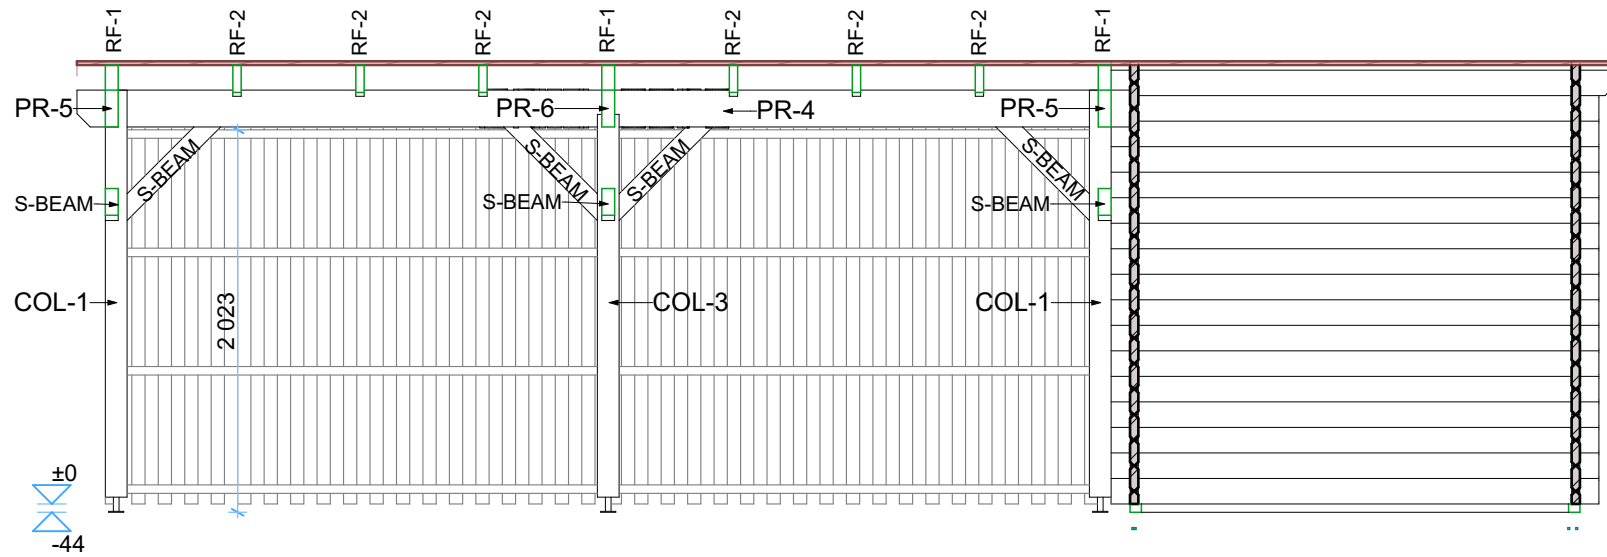 RF-1
RF-2
RF-2
RF-2
RF-1
RF-2
RF-2
RF-2
RF-1
PR-5
PR-6
PR-4
PR-5
S-BEAM
S-BEAM
S-BEAM
S-BEAM
S-BEAM
S-BEAM
S-BEAM
COL-1
2 023
COL-3
COL-1
±0
-44